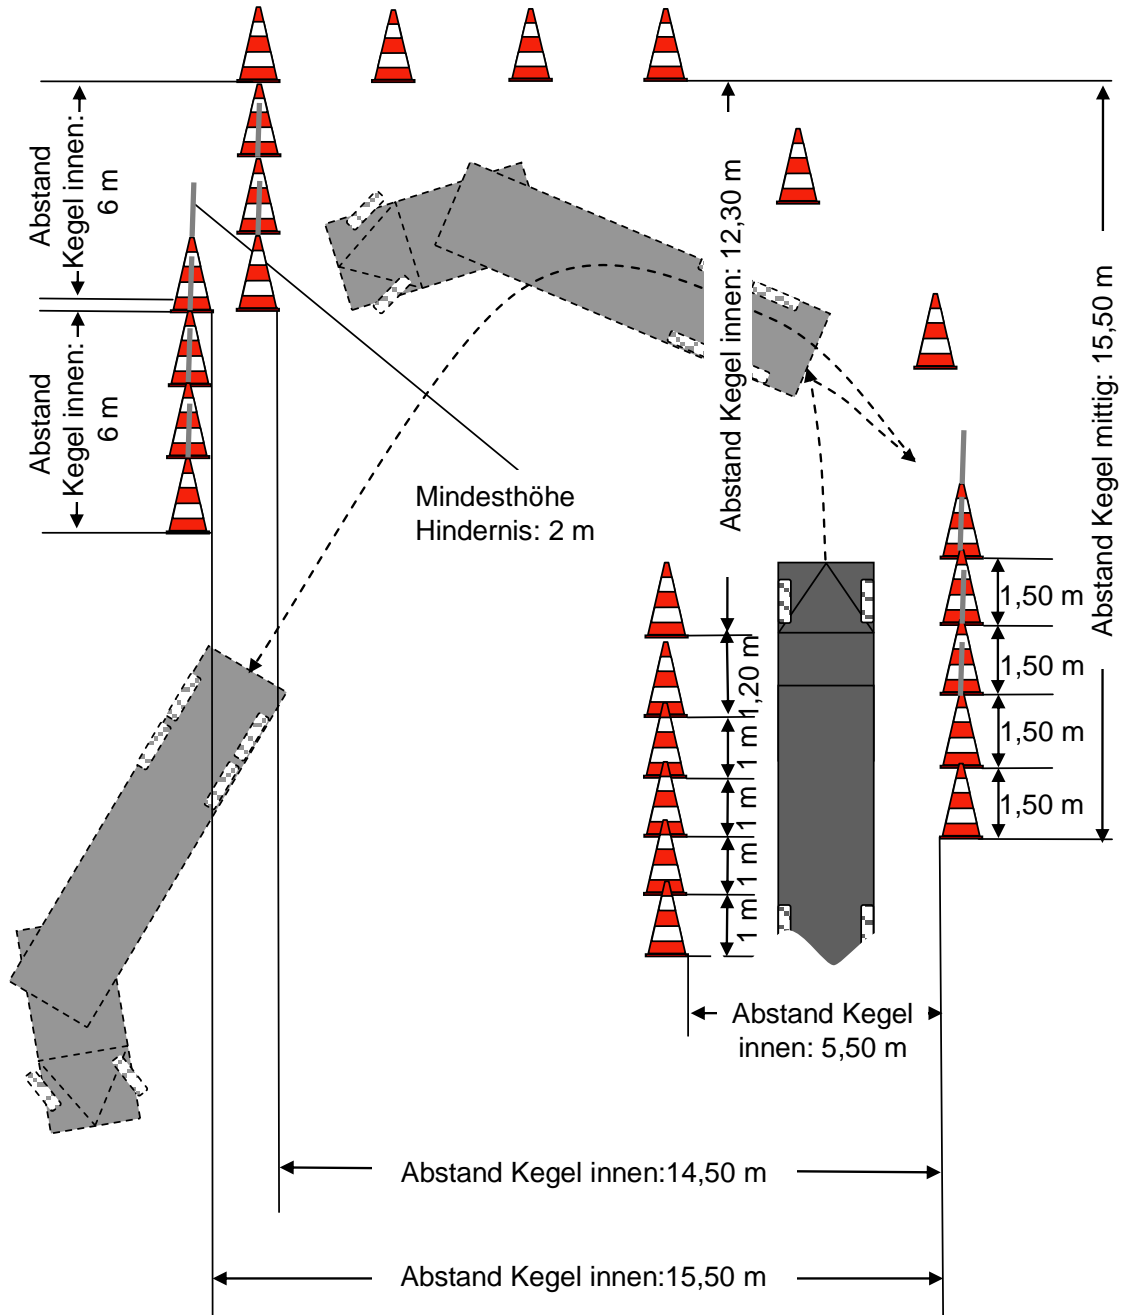 Abstand
Kegel innen:
6 m
Abstand
Kegel innen:
6 m
Abstand Kegel innen: 12,30 m
Abstand Kegel mittig: 15,50 m
Mindesthöhe
Hindernis: 2 m
1,50 m
1,50 m
1,50 m
1,50 m
1,20 m
1 m
1 m
1 m
1 m
Abstand Kegel
innen: 5,50 m
Abstand Kegel innen:14,50 m
Abstand Kegel innen:15,50 m